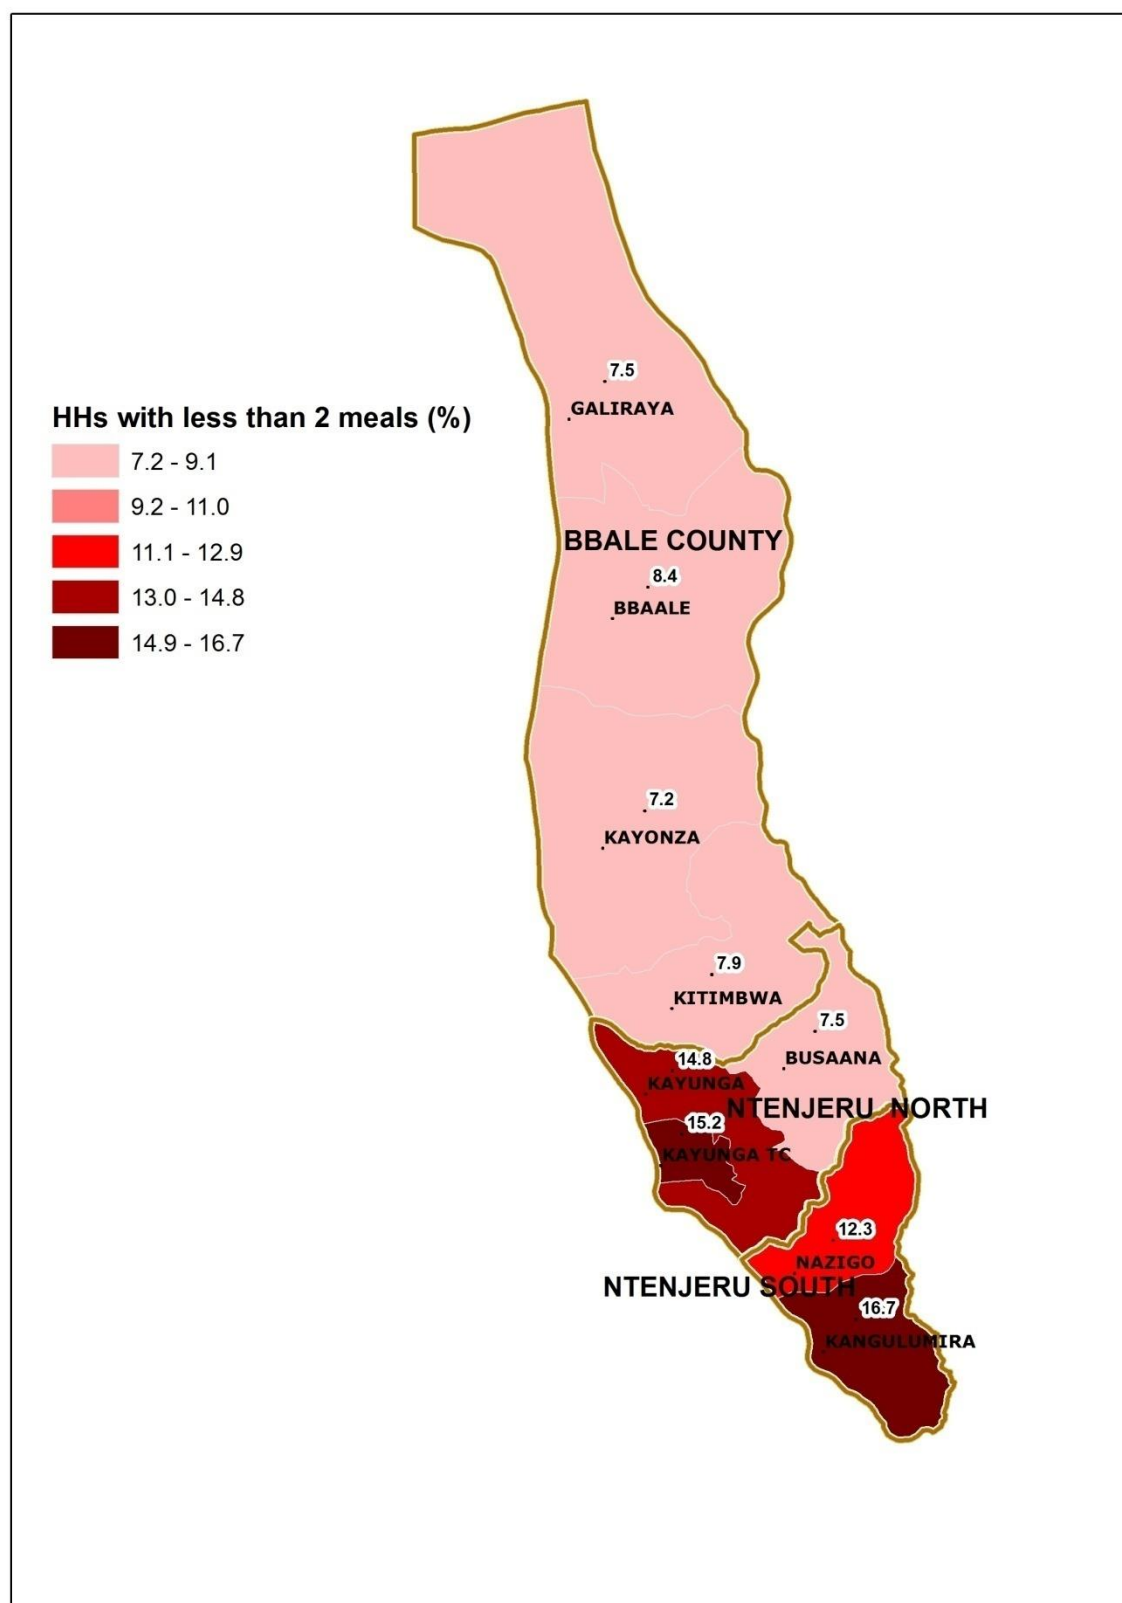 HHs with less than 2 meals (%)
7.2 - 9.1
9.2 - 11.0
11.1 - 12.9
13.0 - 14.8
14.9 - 16.7
7.5
GALIRAYA
BBALE COUNTY
8.4
BBAALE
7.2
KAYONZA
7.9
KITIMBWA
7.5
BUSAANA
14.8
KAYUNGA
NTENJERU NORTH
15.2
KAYUNGA TC
12.3
NAZIGO
NTENJERU SOUTH
16.7
KANGULUMIRA